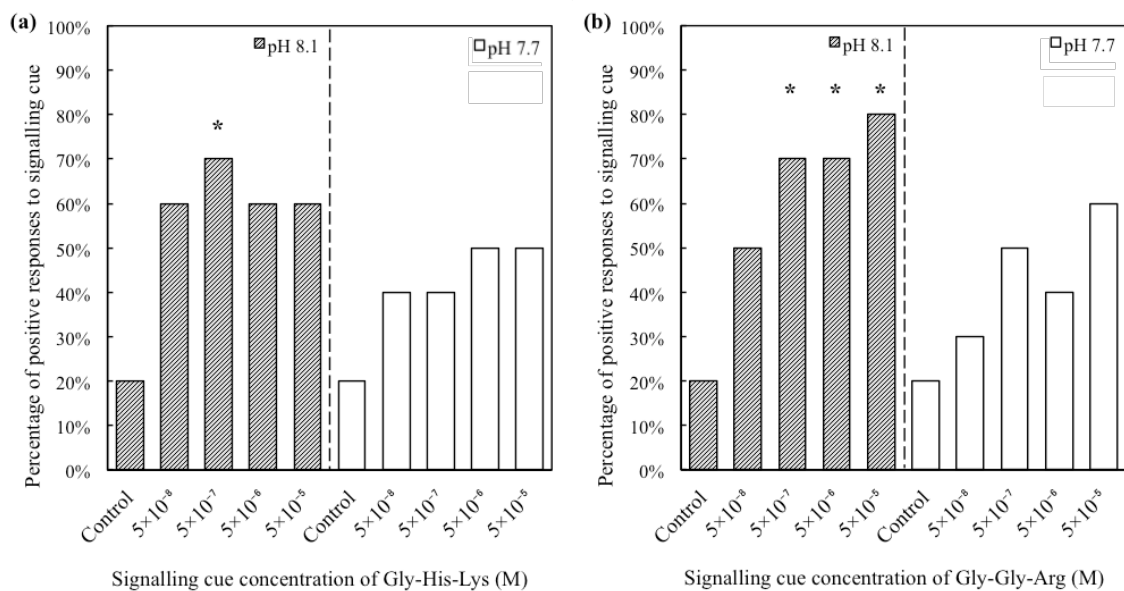 (a)
Percentage of positive responses to signalling cue
100%
90%
80%
70%
60%
50%
40%
30%
20%
10%
0%
pH 8.1
pH 7.7
*
Control
5×10⁻⁸
5×10⁻⁷
5×10⁻⁶
5×10⁻⁵
Control
5×10⁻⁸
5×10⁻⁷
5×10⁻⁶
5×10⁻⁵
Signalling cue concentration of Gly-His-Lys (M)
(b)
Percentage of positive responses to signalling cue
100%
90%
80%
70%
60%
50%
40%
30%
20%
10%
0%
pH 8.1
pH 7.7
* * *
Control
5×10⁻⁸
5×10⁻⁷
5×10⁻⁶
5×10⁻⁵
Control
5×10⁻⁸
5×10⁻⁷
5×10⁻⁶
5×10⁻⁵
Signalling cue concentration of Gly-Gly-Arg (M)